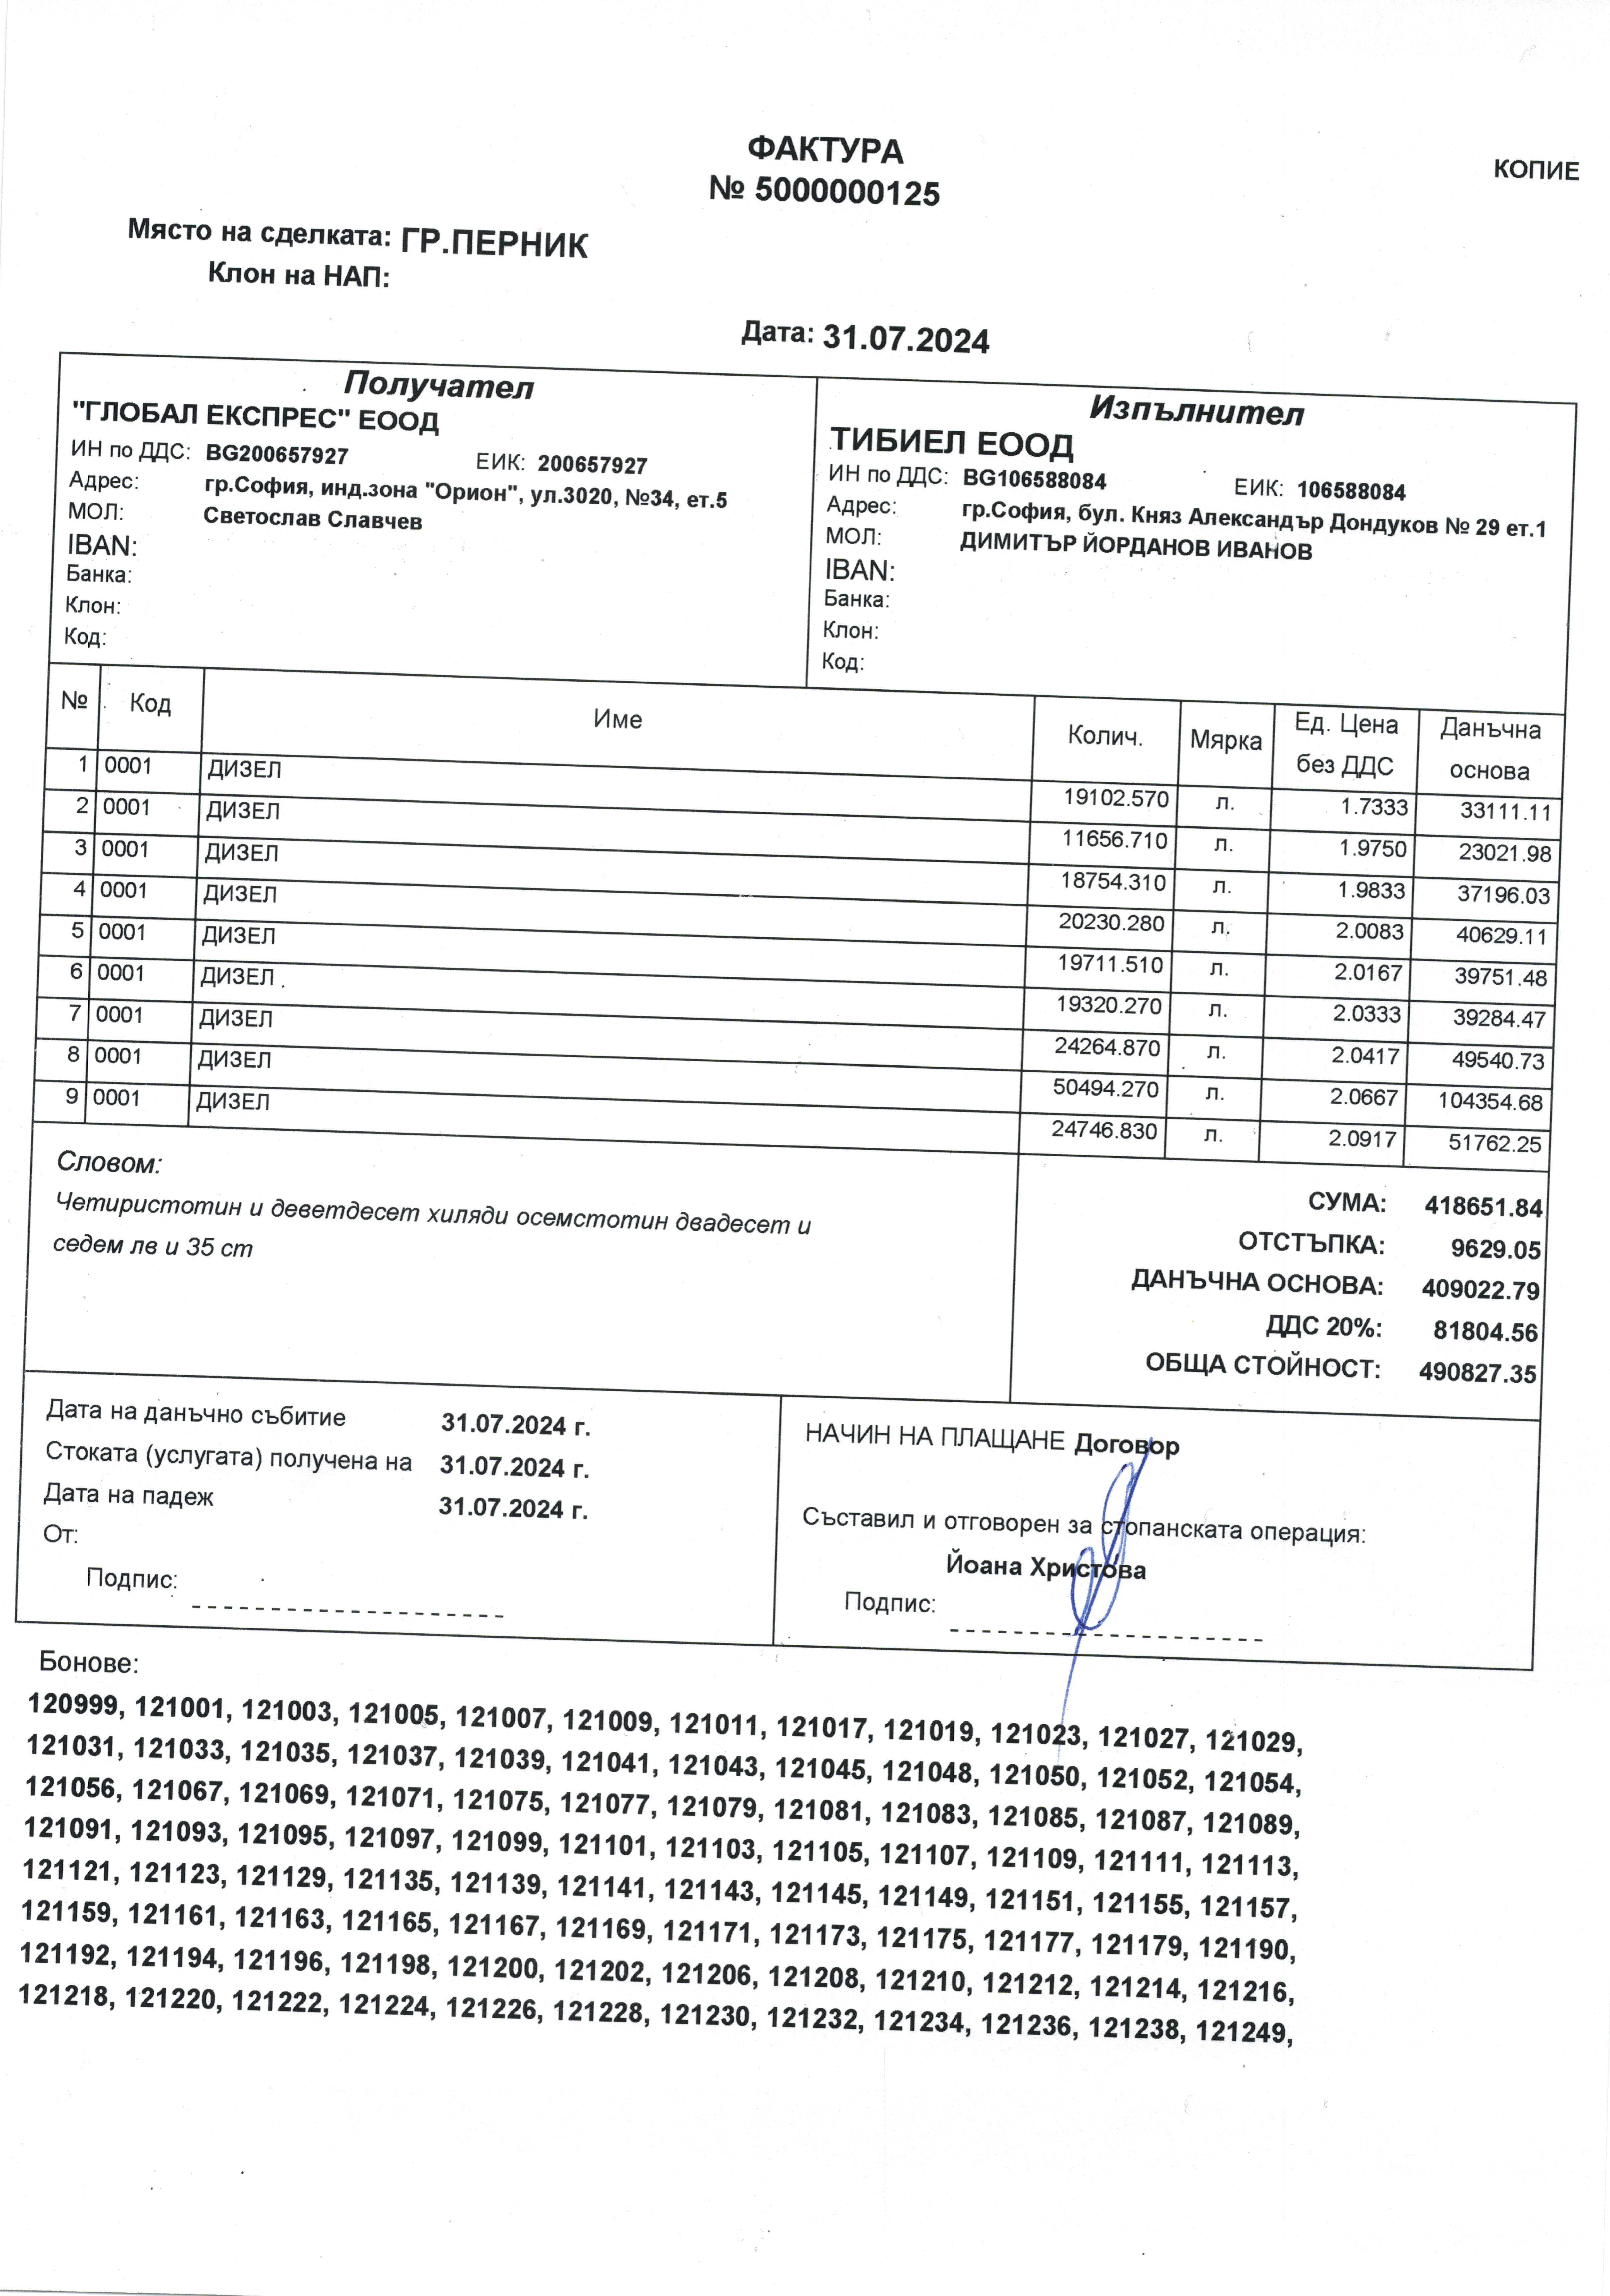 ФАКТУРА
№ 5000000125
КОПИЕ
Място на сделката: ГР.ПЕРНИК
Клон на НАП:
Дата: 31.07.2024
Получател
"ГЛОБАЛ ЕКСПРЕС" ЕООД
ИН по ДДС: BG200657927 ЕИК: 200657927
Адрес: гр.София, инд.зона "Орион", ул.3020, №34, ет.5
МОЛ: Светослав Славчев
IBAN:
Банка:
Клон:
Код:
Изпълнител
ТИБИЕЛ ЕООД
ИН по ДДС: BG106588084 ЕИК: 106588084
Адрес: гр.София, бул. Княз Александър Дондуков № 29 ет.1
МОЛ: ДИМИТЪР ЙОРДАНОВ ИВАНОВ
IBAN:
Банка:
Клон:
Код:
№ Код Име Колич. Мярка Ед. Цена без ДДС Данъчна основа
1 0001 ДИЗЕЛ 19102.570 л. 1.7333 33111.11
2 0001 ДИЗЕЛ 11656.710 л. 1.9750 23021.98
3 0001 ДИЗЕЛ 18754.310 л. 1.9833 37196.03
4 0001 ДИЗЕЛ 20230.280 л. 2.0083 40629.11
5 0001 ДИЗЕЛ 19711.510 л. 2.0167 39751.48
6 0001 ДИЗЕЛ 19320.270 л. 2.0333 39284.47
7 0001 ДИЗЕЛ 24264.870 л. 2.0417 49540.73
8 0001 ДИЗЕЛ 50494.270 л. 2.0667 104354.68
9 0001 ДИЗЕЛ 24746.830 л. 2.0917 51762.25
Словом:
Четиристотин и деветдесет хиляди осемстотин двадесет и
седем лв и 35 ст
СУМА: 418651.84
ОТСТЪПКА: 9629.05
ДАНЪЧНА ОСНОВА: 409022.79
ДДС 20%: 81804.56
ОБЩА СТОЙНОСТ: 490827.35
Дата на данъчно събитие 31.07.2024 г.
Стоката (услугата) получена на 31.07.2024 г.
Дата на падеж 31.07.2024 г.
От:
Подпис:
НАЧИН НА ПЛАЩАНЕ Договор
Съставил и отговорен за стопанската операция:
Йоана Христова
Подпис:
Бонове:
120999, 121001, 121003, 121005, 121007, 121009, 121011, 121017, 121019, 121023, 121027, 121029,
121031, 121033, 121035, 121037, 121039, 121041, 121043, 121045, 121048, 121050, 121052, 121054,
121056, 121067, 121069, 121071, 121075, 121077, 121079, 121081, 121083, 121085, 121087, 121089,
121091, 121093, 121095, 121097, 121099, 121101, 121103, 121105, 121107, 121109, 121111, 121113,
121121, 121123, 121129, 121135, 121139, 121141, 121143, 121145, 121149, 121151, 121155, 121157,
121159, 121161, 121163, 121165, 121167, 121169, 121171, 121173, 121175, 121177, 121179, 121190,
121192, 121194, 121196, 121198, 121200, 121202, 121206, 121208, 121210, 121212, 121214, 121216,
121218, 121220, 121222, 121224, 121226, 121228, 121230, 121232, 121234, 121236, 121238, 121249,